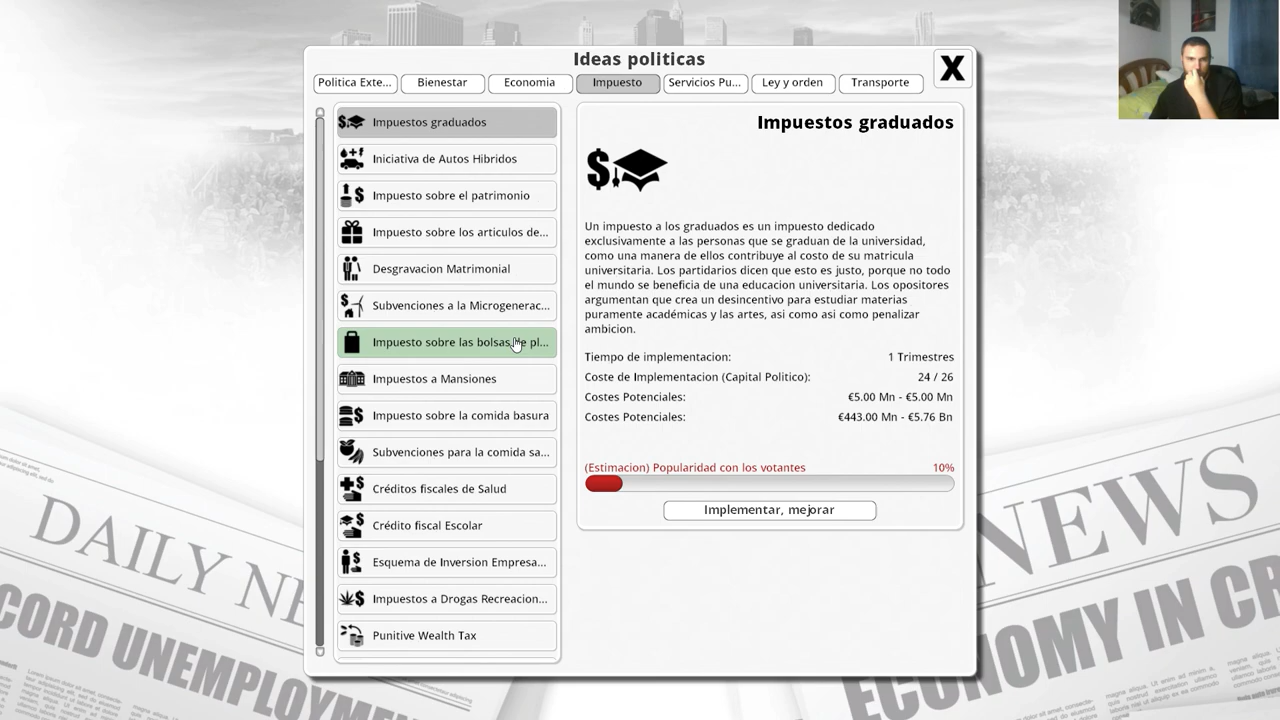 Ideas politicas
X
Politica Exte...
Bienestar
Economia
Impuesto
Servicios Pu...
Ley y orden
Transporte
Impuestos graduados
Iniciativa de Autos Hibridos
Impuesto sobre el patrimonio
Impuesto sobre los articulos de...
Desgravacion Matrimonial
Subvenciones a la Microgenerac...
Impuesto sobre las bolsas de pl...
Impuestos a Mansiones
Impuesto sobre la comida basura
Subvenciones para la comida sa...
Créditos fiscales de Salud
Crédito fiscal Escolar
Esquema de Inversion Empresa...
Impuestos a Drogas Recreacion...
Punitive Wealth Tax
Impuestos graduados
Un impuesto a los graduados es un impuesto dedicado
exclusivamente a las personas que se graduan de la universidad,
como una manera de ellos contribuye al costo de su matricula
universitaria. Los partidarios dicen que esto es justo, porque no todo
el mundo se beneficia de una educacion universitaria. Los opositores
argumentan que crea un desincentivo para estudiar materias
puramente académicas y las artes, asi como asi como penalizar
ambicion.
Tiempo de implementacion: 1 Trimestres
Coste de Implementacion (Capital Politico): 24 / 26
Costes Potenciales: €5.00 Mn - €5.00 Mn
Costes Potenciales: €443.00 Mn - €5.76 Bn
(Estimacion) Popularidad con los votantes 10%
Implementar, mejorar
DAILY NE
CORD UNEMPLOYM
NEWS
ECONOMY IN CR